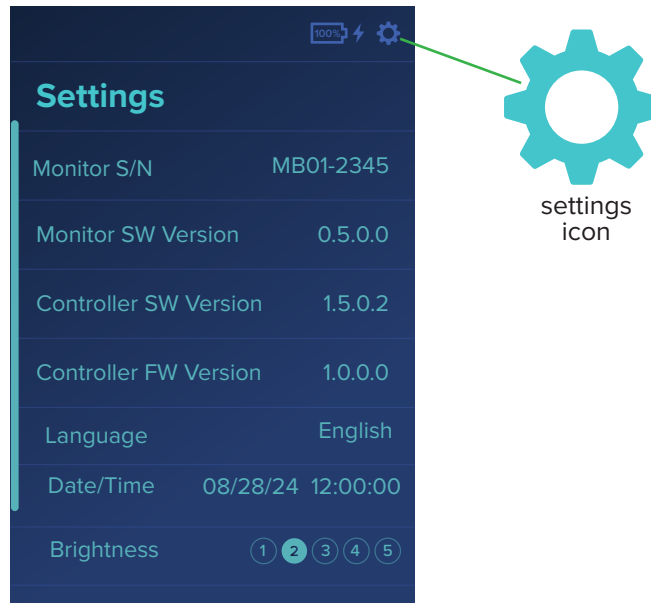 100%
Settings
Monitor S/N MB01-2345
Monitor SW Version 0.5.0.0
Controller SW Version 1.5.0.2
Controller FW Version 1.0.0.0
Language English
Date/Time 08/28/24 12:00:00
Brightness 1 2 3 4 5
settings
icon